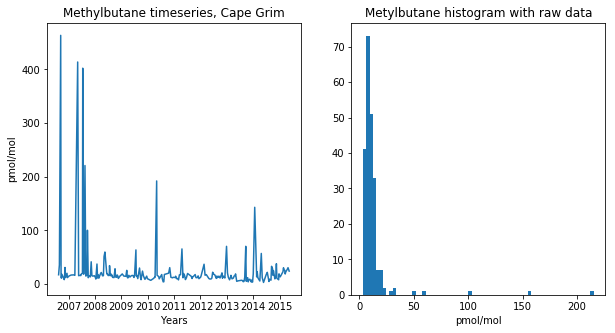 Methylbutane timeseries, Cape Grim
Metylbutane histogram with raw data
pmol/mol
400
300
200
100
0
2007 2008 2009 2010 2011 2012 2013 2014 2015
Years
70
60
50
40
30
20
10
0
0 50 100 150 200
pmol/mol